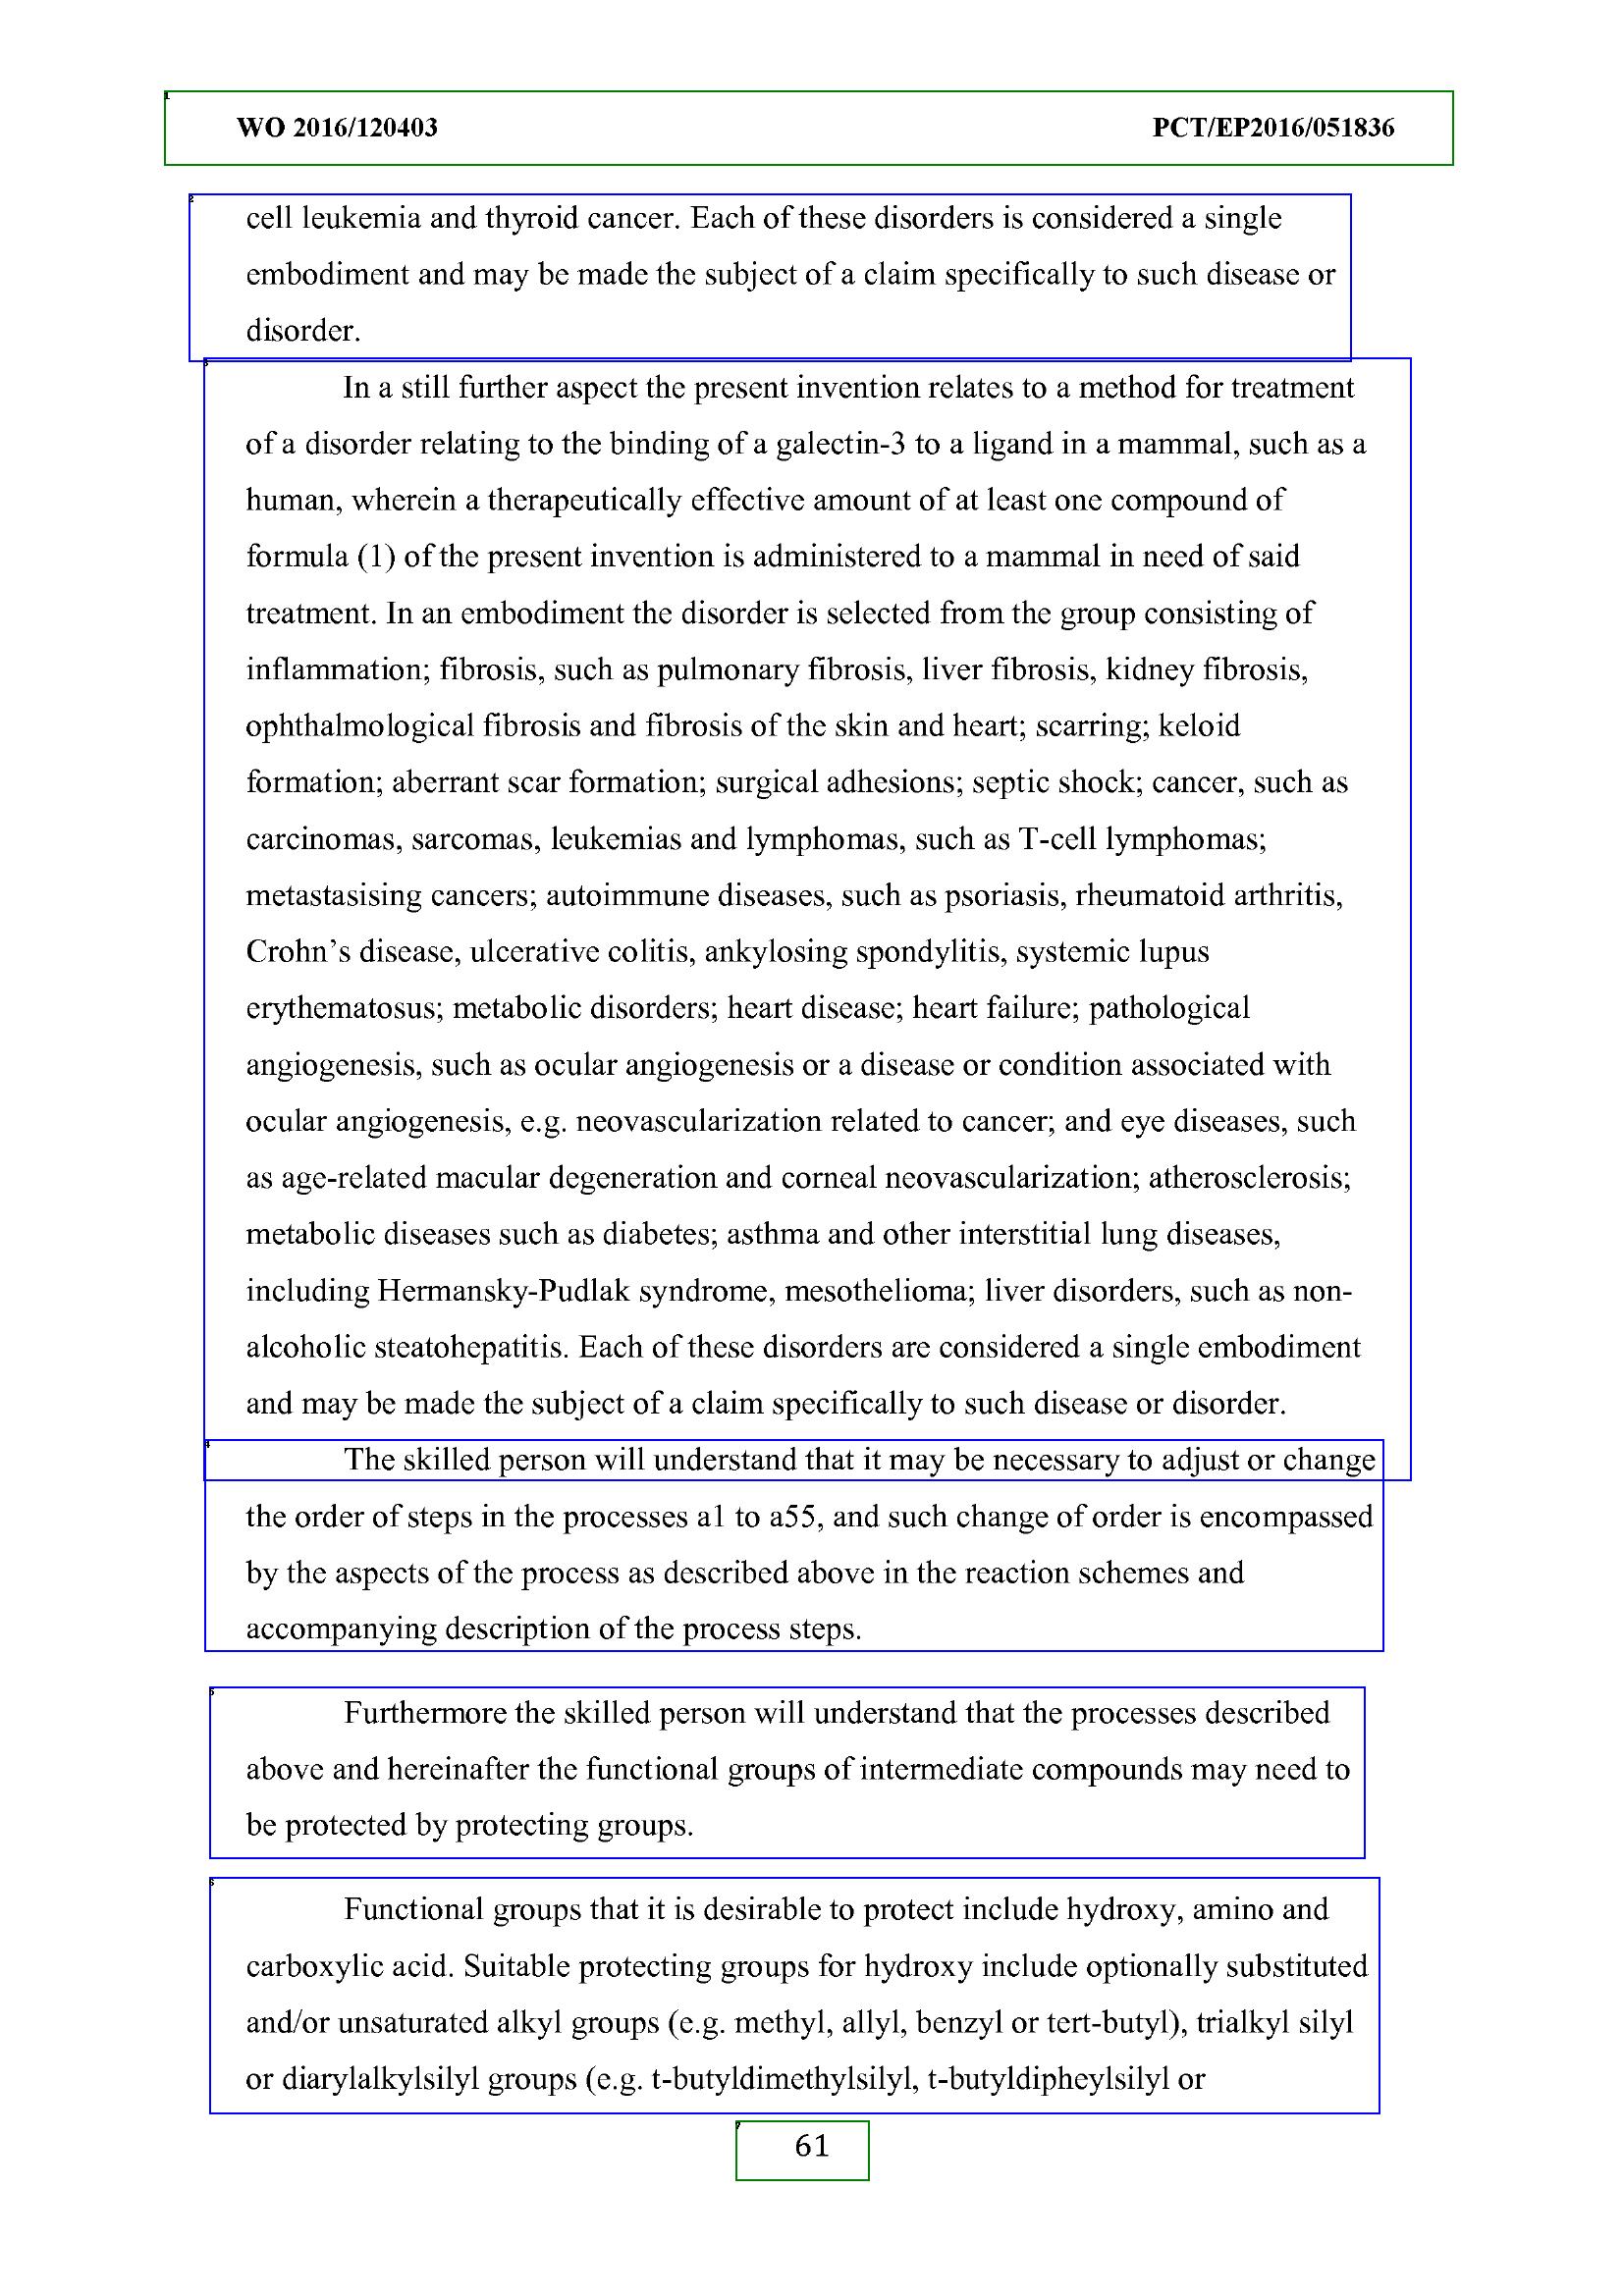 WO 2016/120403 PCT/EP2016/051836
cell leukemia and thyroid cancer. Each of these disorders is considered a single
embodiment and may be made the subject of a claim specifically to such disease or
disorder.
In a still further aspect the present invention relates to a method for treatment
of a disorder relating to the binding of a galectin-3 to a ligand in a mammal, such as a
human, wherein a therapeutically effective amount of at least one compound of
formula (1) of the present invention is administered to a mammal in need of said
treatment. In an embodiment the disorder is selected from the group consisting of
inflammation; fibrosis, such as pulmonary fibrosis, liver fibrosis, kidney fibrosis,
ophthalmological fibrosis and fibrosis of the skin and heart; scarring; keloid
formation; aberrant scar formation; surgical adhesions; septic shock; cancer, such as
carcinomas, sarcomas, leukemias and lymphomas, such as T-cell lymphomas;
metastasising cancers; autoimmune diseases, such as psoriasis, rheumatoid arthritis,
Crohn’s disease, ulcerative colitis, ankylosing spondylitis, systemic lupus
erythematosus; metabolic disorders; heart disease; heart failure; pathological
angiogenesis, such as ocular angiogenesis or a disease or condition associated with
ocular angiogenesis, e.g. neovascularization related to cancer; and eye diseases, such
as age-related macular degeneration and corneal neovascularization; atherosclerosis;
metabolic diseases such as diabetes; asthma and other interstitial lung diseases,
including Hermansky-Pudlak syndrome, mesothelioma; liver disorders, such as non-
alcoholic steatohepatitis. Each of these disorders are considered a single embodiment
and may be made the subject of a claim specifically to such disease or disorder.
The skilled person will understand that it may be necessary to adjust or change
the order of steps in the processes a1 to a55, and such change of order is encompassed
by the aspects of the process as described above in the reaction schemes and
accompanying description of the process steps.
Furthermore the skilled person will understand that the processes described
above and hereinafter the functional groups of intermediate compounds may need to
be protected by protecting groups.
Functional groups that it is desirable to protect include hydroxy, amino and
carboxylic acid. Suitable protecting groups for hydroxy include optionally substituted
and/or unsaturated alkyl groups (e.g. methyl, allyl, benzyl or tert-butyl), trialkyl silyl
or diarylalkylsilyl groups (e.g. t-butyldimethylsilyl, t-butyldipheylsilyl or
61